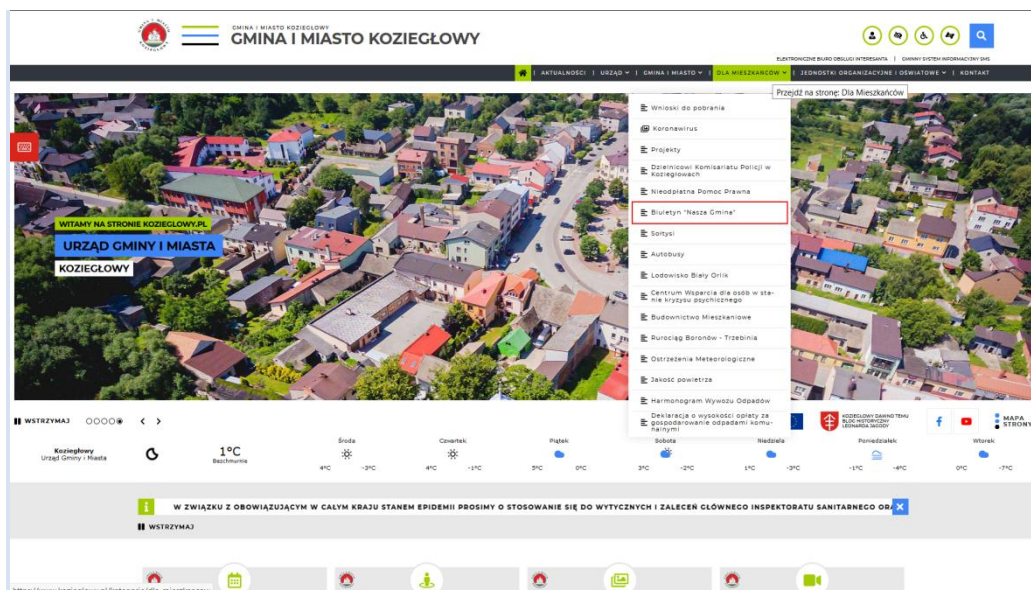 GMINA I MIASTO KOZIEGŁOWY
GMINA I MIASTO KOZIEGŁOWY
ELEKTRONICZNE BIURO OBSŁUGI INTERESANTA | GMINNY SYSTEM INFORMACYJNY SMS
| AKTUALNOŚCI | URZĄD | GMINA I MIASTO | DLA MIESZKAŃCÓW | JEDNOSTKI ORGANIZACYJNE I OŚWIATOWE | KONTAKT
Przejdź na stronę: Dla Mieszkańców
Wnioski do pobrania
Koronawirus
Projekty
Dzielnicowi Komisariatu Policji w
Koziegłowach
Nieodpłatna Pomoc Prawna
Biuletyn "Nasza Gmina"
Sołtysi
Autobusy
Lodowisko Biały Orlik
Centrum Wsparcia dla osób w sta-
nie kryzysu psychicznego
Budownictwo Mieszkaniowe
Rurociąg Boronów - Trzebinia
Ostrzeżenia Meteorologiczne
Jakość powietrza
Harmonogram Wywozu Odpadów
Deklaracja o wysokości opłaty za
gospodarowanie odpadami komu-
nalnymi
WITAMY NA STRONIE KOZIEGLOWY.PL
URZĄD GMINY I MIASTA
KOZIEGŁOWY
WSTRZYMAJ
KOZIEGŁOWY DAWNO TEMU
BLOG HISTORYCZNY
LEONARDA JAGODY
MAPA
STRONY
Koziegłowy
Urząd Gminy i Miasta
1°C
Bezchmurnie
Środa
4°C -3°C
Czwartek
4°C -1°C
Piątek
5°C 0°C
Sobota
3°C -2°C
Niedziela
1°C -3°C
Poniedziałek
-1°C -4°C
Wtorek
0°C -7°C
W ZWIĄZKU Z OBOWIĄZUJĄCYM W CAŁYM KRAJU STANEM EPIDEMII PROSIMY O STOSOWANIE SIĘ DO WYTYCZNYCH I ZALECEŃ GŁÓWNEGO INSPEKTORATU SANITARNEGO
WSTRZYMAJ